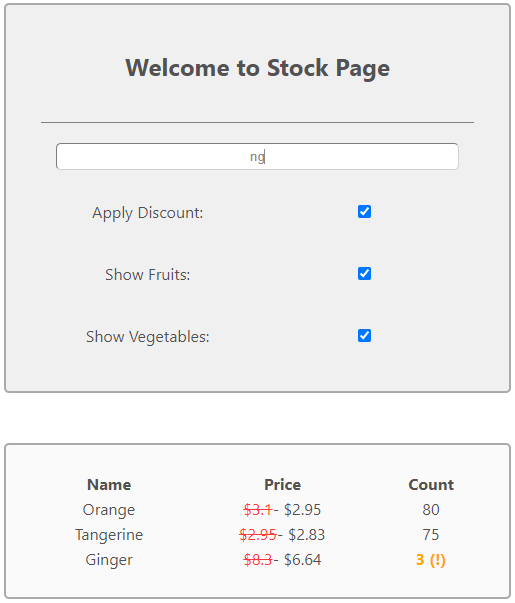 Welcome to Stock Page
ng
Apply Discount:
Show Fruits:
Show Vegetables:
Name Price Count
Orange $3.1- $2.95 80
Tangerine $2.95- $2.83 75
Ginger $8.3- $6.64 3 (!)